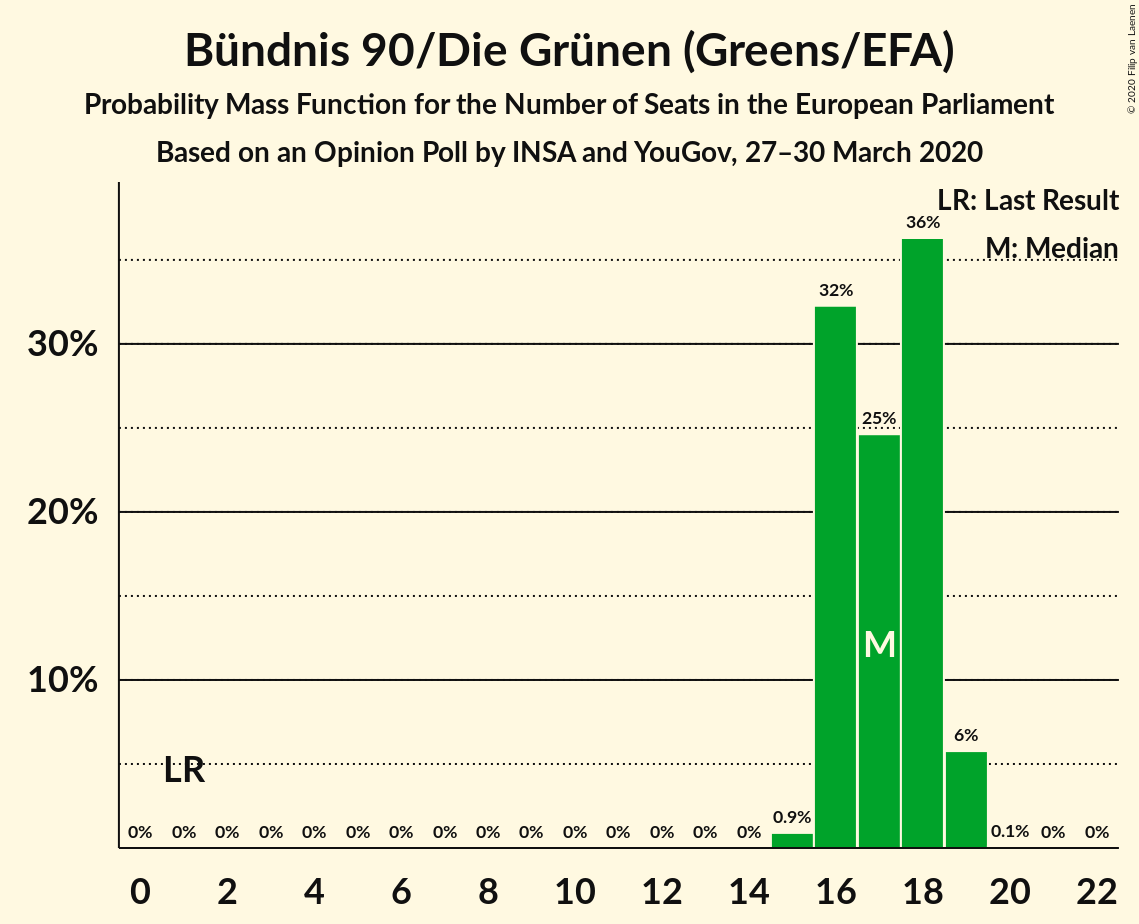 Bündnis 90/Die Grünen (Greens/EFA)
Probability Mass Function for the Number of Seats in the European Parliament
Based on an Opinion Poll by INSA and YouGov, 27–30 March 2020
© 2020 Filip van Laenen
LR: Last Result
M: Median
36%
32%
30%
25%
20%
M
10%
6%
LR
0% 0% 0% 0% 0% 0% 0% 0% 0% 0% 0% 0% 0% 0% 0% 0.9% 0.1% 0% 0%
0 2 4 6 8 10 12 14 16 18 20 22